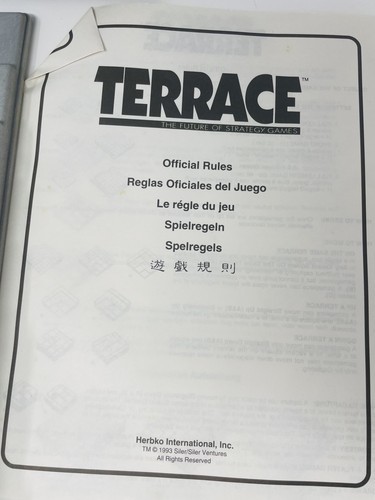 TERRACE™
THE FUTURE OF STRATEGY GAMES
Official Rules
Reglas Oficiales del Juego
Le régle du jeu
Spielregeln
Spelregels
遊戲規則
Herbko International, Inc.
TM © 1993 Siler/Siler Ventures
All Rights Reserved